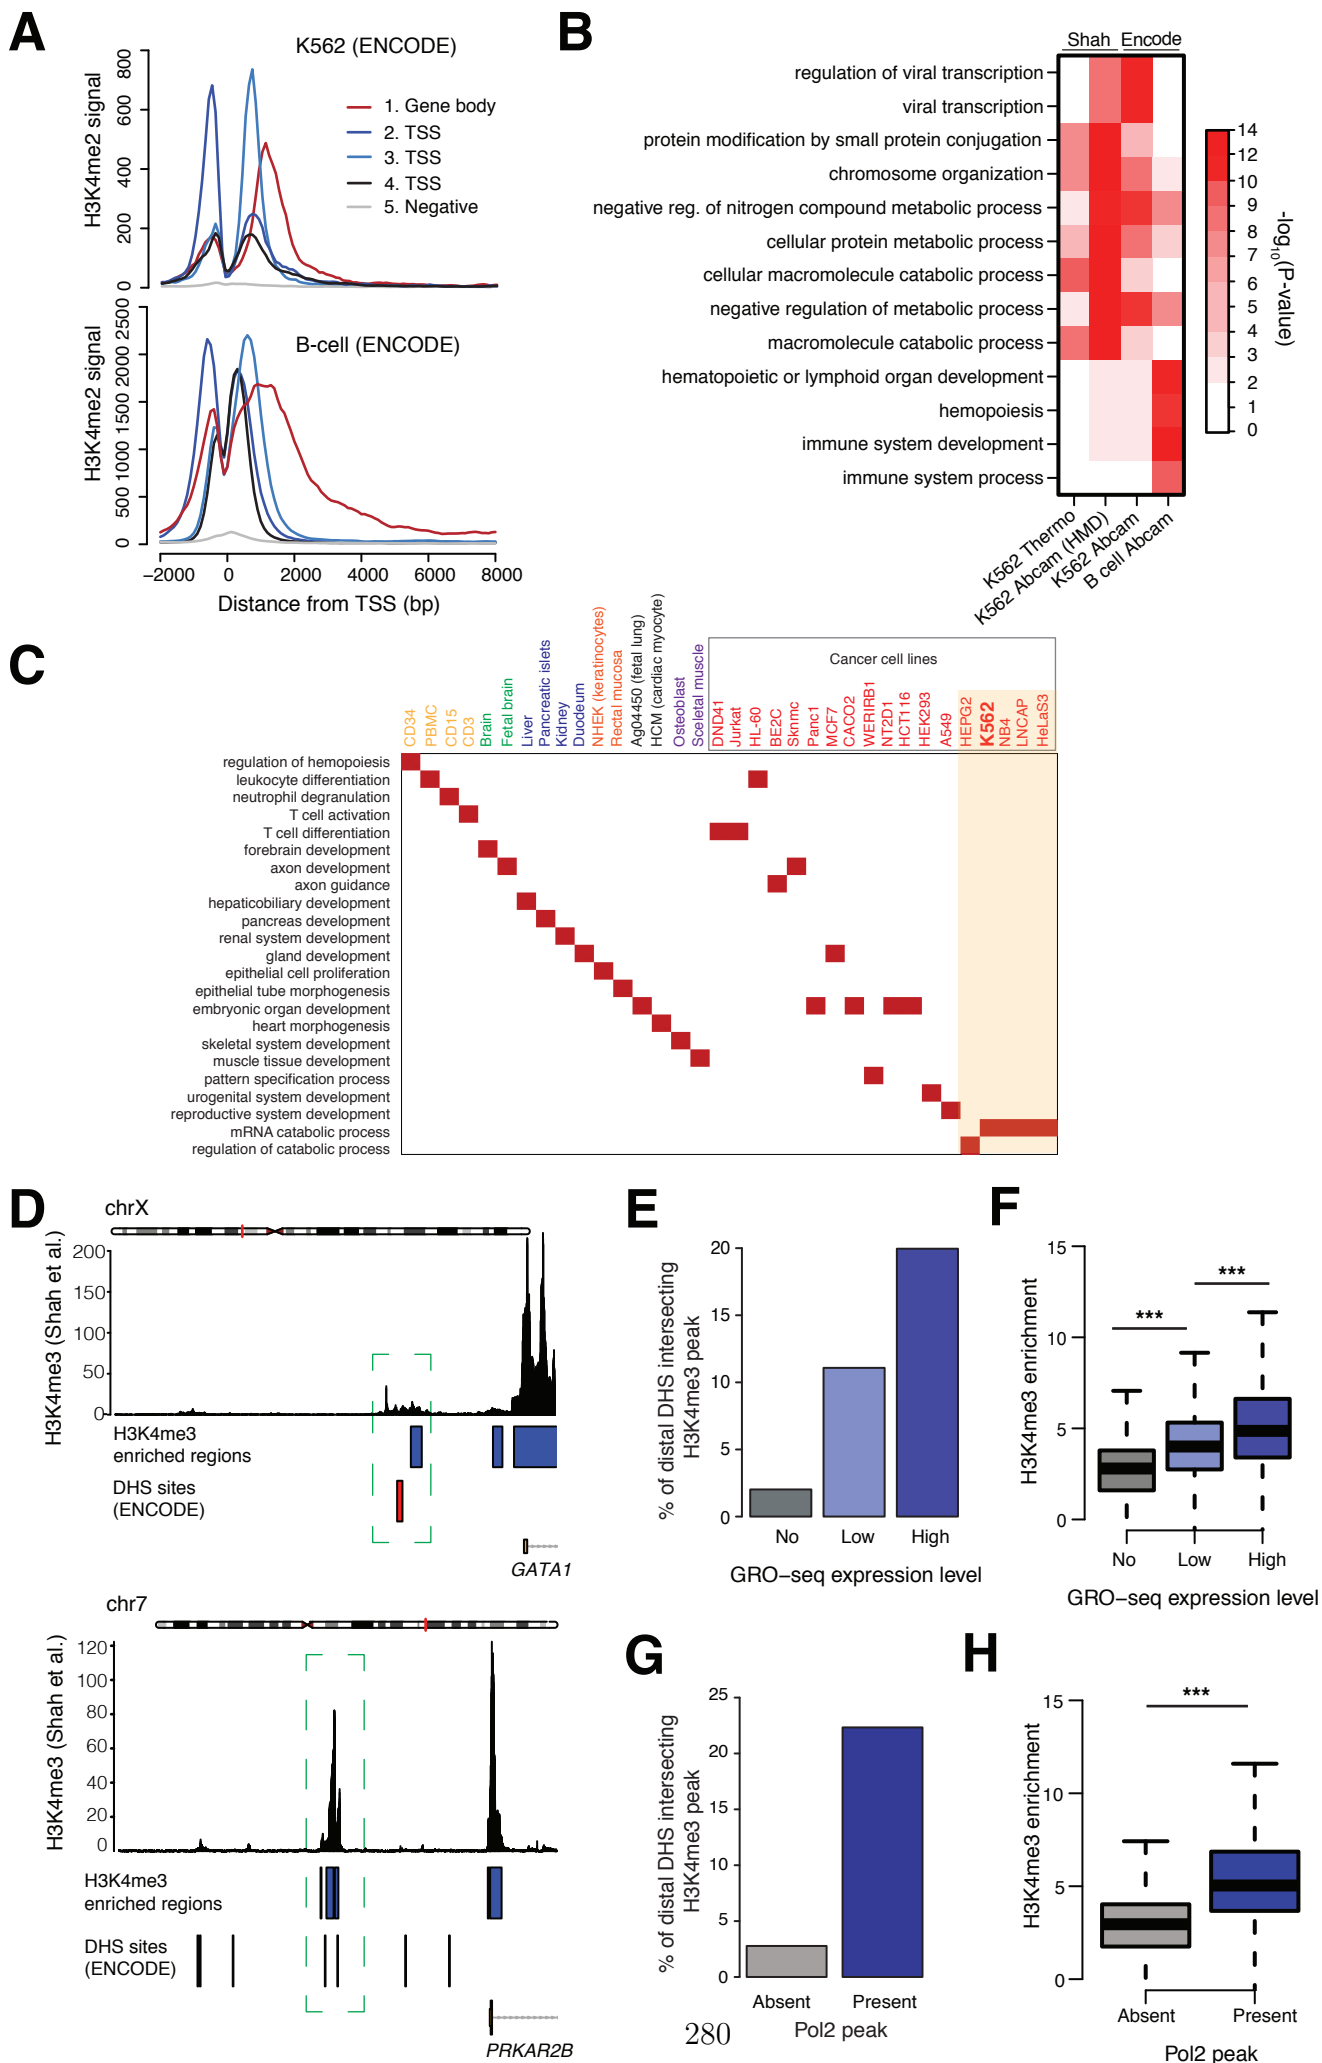 A
K562 (ENCODE)
H3K4me2 signal
800
600
400
200
0
1. Gene body
2. TSS
3. TSS
4. TSS
5. Negative
B-cell (ENCODE)
H3K4me2 signal
2500
2000
1500
1000
500
0
−2000 0 2000 4000 6000 8000
Distance from TSS (bp)
B
Shah Encode
regulation of viral transcription
viral transcription
protein modification by small protein conjugation
chromosome organization
negative reg. of nitrogen compound metabolic process
cellular protein metabolic process
cellular macromolecule catabolic process
negative regulation of metabolic process
macromolecule catabolic process
hematopoietic or lymphoid organ development
hemopoiesis
immune system development
immune system process
K562 Thermo
K562 Abcam (HMD)
K562 Abcam
B cell Abcam
14
12
10
9
8
7
6
5
4
3
2
1
0
-log10(P-value)
C
CD34
PBMC
CD15
CD3
Brain
Fetal brain
Liver
Pancreatic islets
Kidney
Duodeum
NHEK (keratinocytes)
Rectal mucosa
Ag04450 (fetal lung)
HCM (cardiac myocyte)
Osteoblast
Sceletal muscle
Cancer cell lines
DND41
Jurkat
HL-60
BE2C
Sknmc
Panc1
MCF7
CACO2
WERIRB1
NT2D1
HCT116
HEK293
A549
HEPG2
K562
NB4
LNCAP
HeLaS3
regulation of hemopoiesis
leukocyte differentiation
neutrophil degranulation
T cell activation
T cell differentiation
forebrain development
axon development
axon guidance
hepaticobiliary development
pancreas development
renal system development
gland development
epithelial cell proliferation
epithelial tube morphogenesis
embryonic organ development
heart morphogenesis
skeletal system development
muscle tissue development
pattern specification process
urogenital system development
reproductive system development
mRNA catabolic process
regulation of catabolic process
D
chrX
H3K4me3 (Shah et al.)
200
150
100
50
0
H3K4me3
enriched regions
DHS sites
(ENCODE)
GATA1
chr7
H3K4me3 (Shah et al.)
120
100
80
60
40
20
0
H3K4me3
enriched regions
DHS sites
(ENCODE)
PRKAR2B
E
% of distal DHS intersecting
H3K4me3 peak
20
15
10
5
0
No Low High
GRO−seq expression level
F
H3K4me3 enrichment
15
10
5
0
***
***
No Low High
GRO−seq expression level
G
% of distal DHS intersecting
H3K4me3 peak
25
20
15
10
5
0
Absent Present
Pol2 peak
H
H3K4me3 enrichment
15
10
5
0
***
Absent Present
Pol2 peak
280